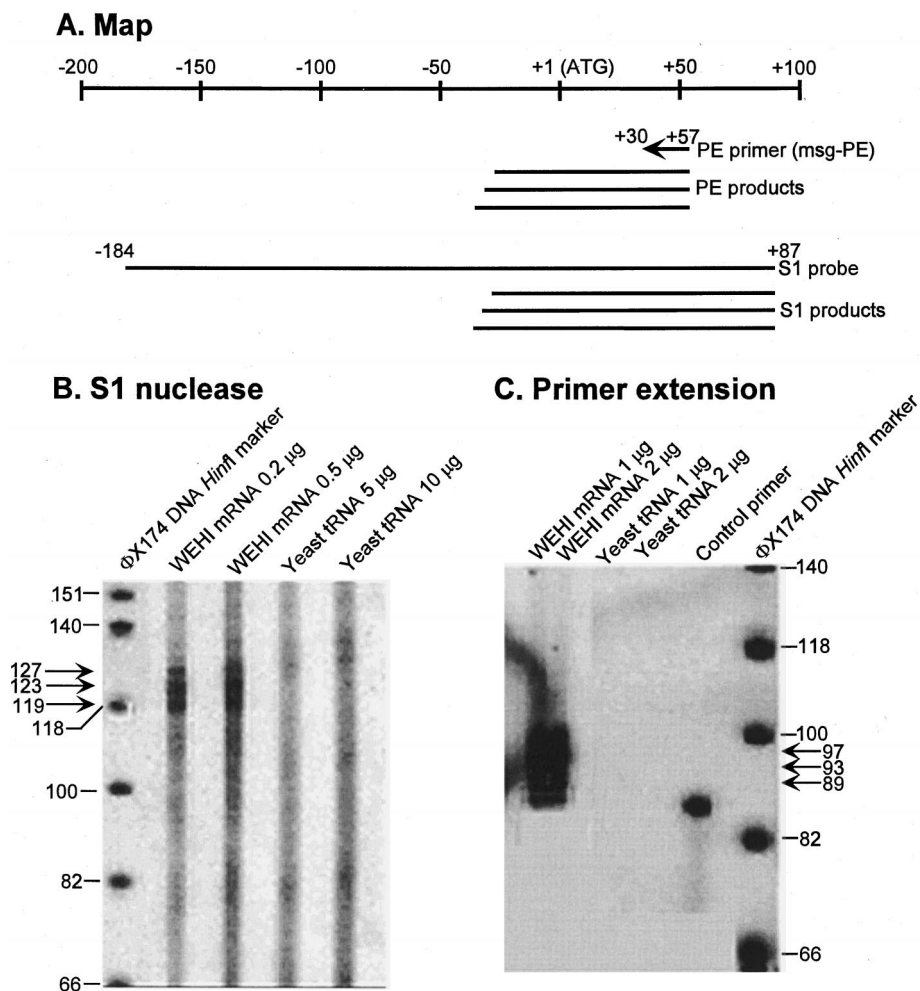 A. Map
-200 -150 -100 -50 +1 (ATG) +50 +100
+30 +57
PE primer (msg-PE)
PE products
-184 +87
S1 probe
S1 products
B. S1 nuclease
ΦX174 DNA HinfI marker
WEHI mRNA 0.2 µg
WEHI mRNA 0.5 µg
Yeast tRNA 5 µg
Yeast tRNA 10 µg
151
140
127
123
119
118
100
82
66
C. Primer extension
WEHI mRNA 1 µg
WEHI mRNA 2 µg
Yeast tRNA 1 µg
Yeast tRNA 2 µg
Control primer
ΦX174 DNA HinfI marker
140
118
100
97
93
89
82
66